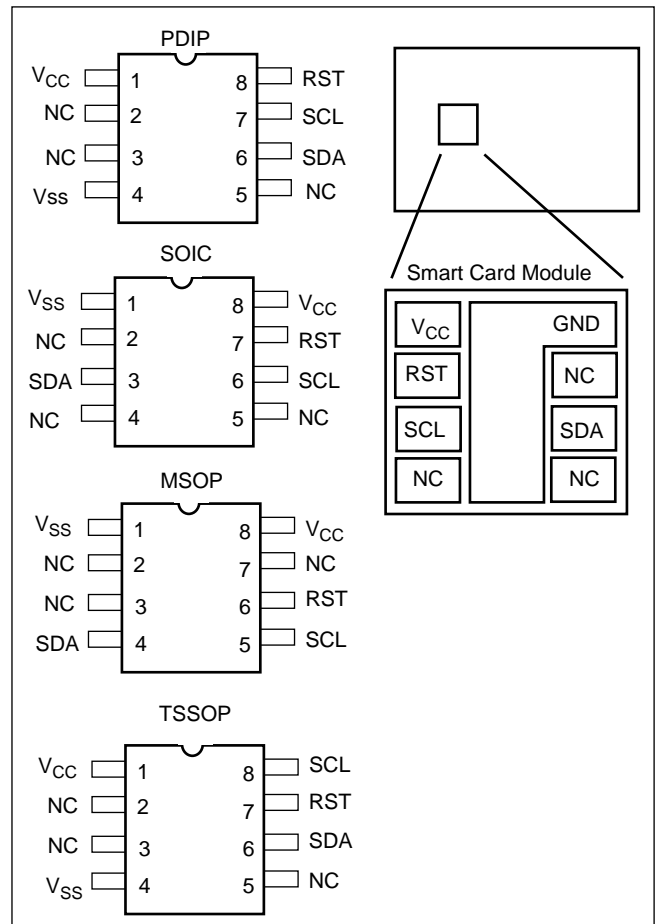 PDIP
VCC 1 8 RST
NC 2 7 SCL
NC 3 6 SDA
Vss 4 5 NC
SOIC
VSS 1 8 VCC
NC 2 7 RST
SDA 3 6 SCL
NC 4 5 NC
MSOP
VSS 1 8 VCC
NC 2 7 NC
NC 3 6 RST
SDA 4 5 SCL
TSSOP
VCC 1 8 SCL
NC 2 7 RST
NC 3 6 SDA
VSS 4 5 NC
Smart Card Module
VCC GND
RST NC
SCL SDA
NC NC